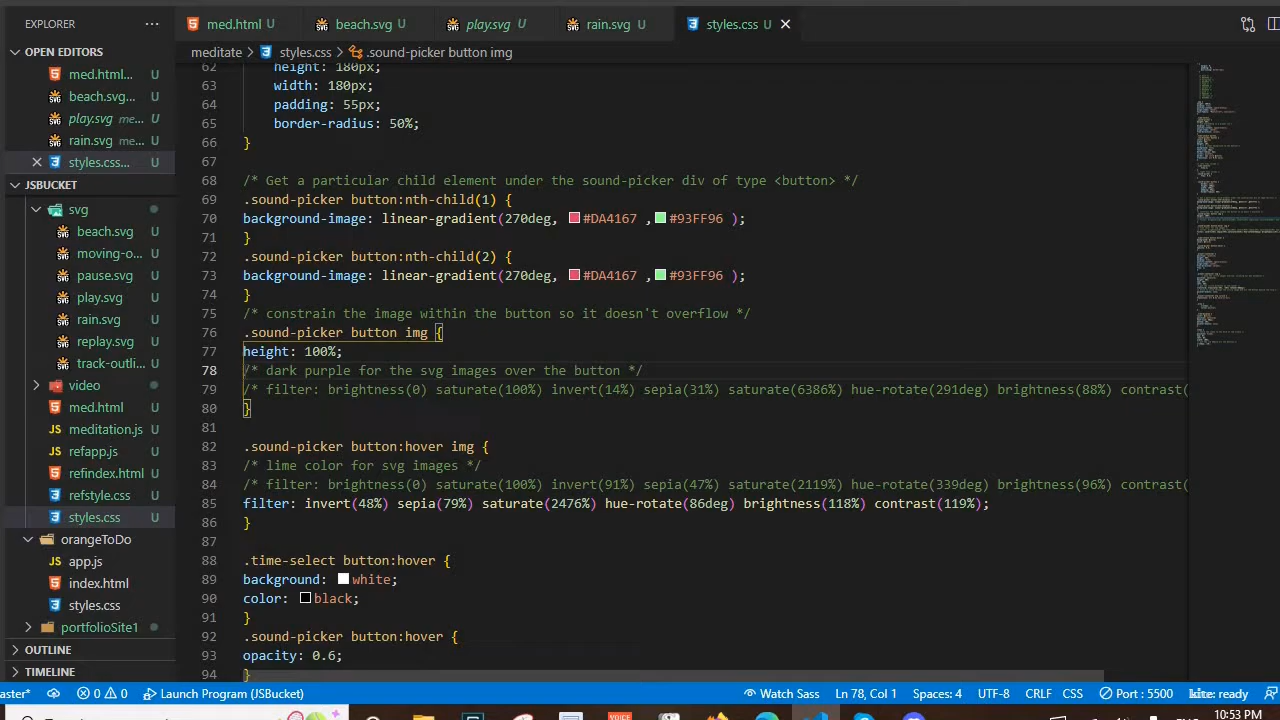 EXPLORER
med.html U
beach.svg U
play.svg U
rain.svg U
styles.css U
OPEN EDITORS
meditate > styles.css > .sound-picker button img
med.html... U
beach.svg... U
play.svg me... U
rain.svg me... U
styles.css... U
JSBUCKET
svg
beach.svg U
moving-o... U
pause.svg U
play.svg U
rain.svg U
replay.svg U
track-outli... U
video
med.html U
meditation.js U
refapp.js U
refindex.html U
refstyle.css U
styles.css U
orangeToDo
app.js
index.html
styles.css
portfolioSite1
OUTLINE
TIMELINE
62 height: 180px;
63 width: 180px;
64 padding: 55px;
65 border-radius: 50%;
66 }
67
68 /* Get a particular child element under the sound-picker div of type <button> */
69 .sound-picker button:nth-child(1) {
70 background-image: linear-gradient(270deg, #DA4167 ,#93FF96 );
71 }
72 .sound-picker button:nth-child(2) {
73 background-image: linear-gradient(270deg, #DA4167 ,#93FF96 );
74 }
75 /* constrain the image within the button so it doesn't overflow */
76 .sound-picker button img {
77 height: 100%;
78 /* dark purple for the svg images over the button */
79 /* filter: brightness(0) saturate(100%) invert(14%) sepia(31%) saturate(6386%) hue-rotate(291deg) brightness(88%) contrast(
80 }
81
82 .sound-picker button:hover img {
83 /* lime color for svg images */
84 /* filter: brightness(0) saturate(100%) invert(91%) sepia(47%) saturate(2119%) hue-rotate(339deg) brightness(96%) contrast(
85 filter: invert(48%) sepia(79%) saturate(2476%) hue-rotate(86deg) brightness(118%) contrast(119%);
86 }
87
88 .time-select button:hover {
89 background: white;
90 color: black;
91 }
92 .sound-picker button:hover {
93 opacity: 0.6;
94 }
aster* 0 0 Launch Program (JSBucket) Watch Sass Ln 78, Col 1 Spaces: 4 UTF-8 CRLF CSS Port : 5500 kite: ready
10:53 PM